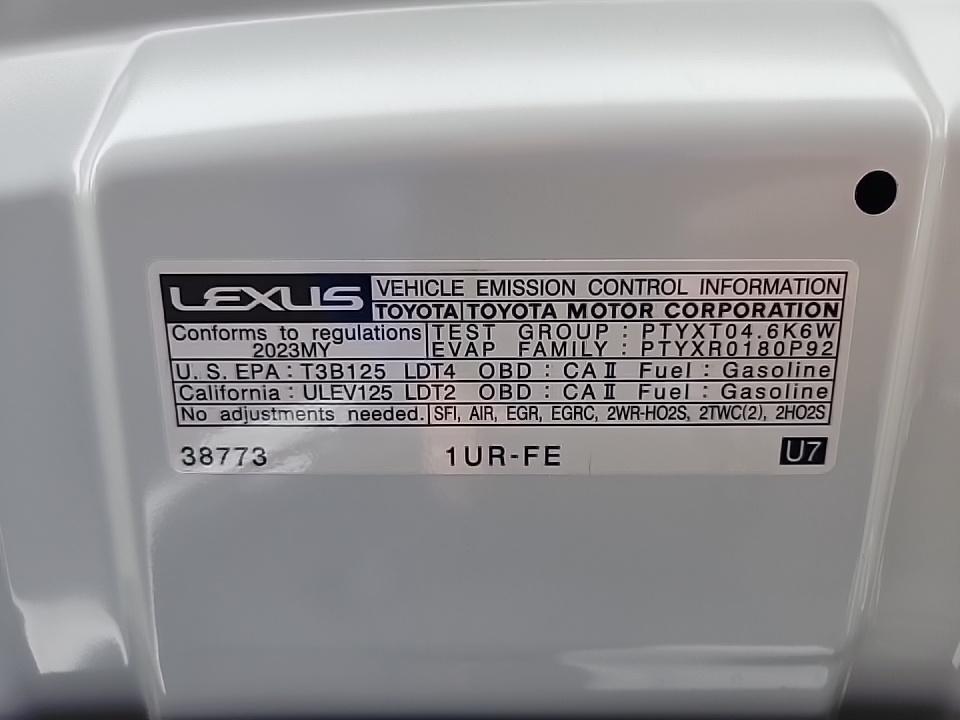 LEXUS VEHICLE EMISSION CONTROL INFORMATION
TOYOTA TOYOTA MOTOR CORPORATION
Conforms to regulations TEST GROUP : PTYXT04.6K6W
2023MY EVAP FAMILY : PTYXR0180P92
U.S. EPA : T3B125 LDT4 OBD : CAⅡ Fuel : Gasoline
California : ULEV125 LDT2 OBD : CAⅡ Fuel : Gasoline
No adjustments needed. SFI, AIR, EGR, EGRC, 2WR-HO2S, 2TWC(2), 2HO2S
38773 1UR-FE U7